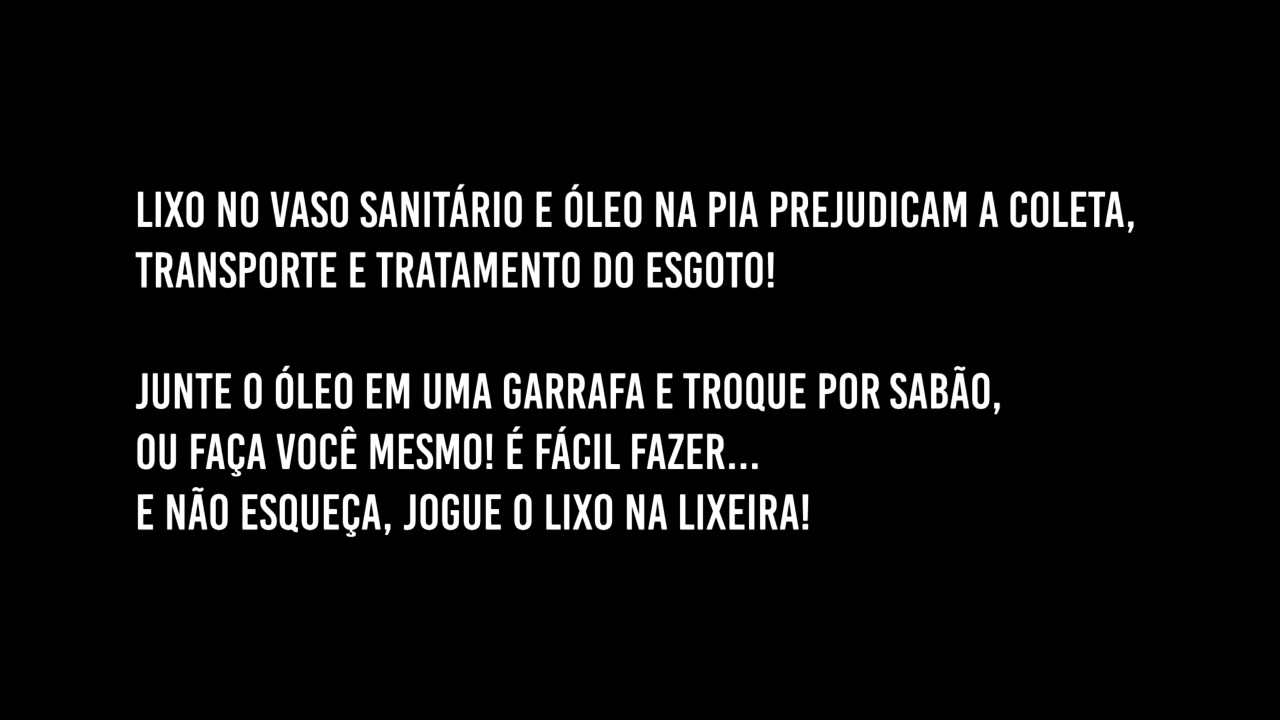 LIXO NO VASO SANITÁRIO E ÓLEO NA PIA PREJUDICAM A COLETA,
TRANSPORTE E TRATAMENTO DO ESGOTO!
JUNTE O ÓLEO EM UMA GARRAFA E TROQUE POR SABÃO,
OU FAÇA VOCÊ MESMO! É FÁCIL FAZER...
E NÃO ESQUEÇA, JOGUE O LIXO NA LIXEIRA!